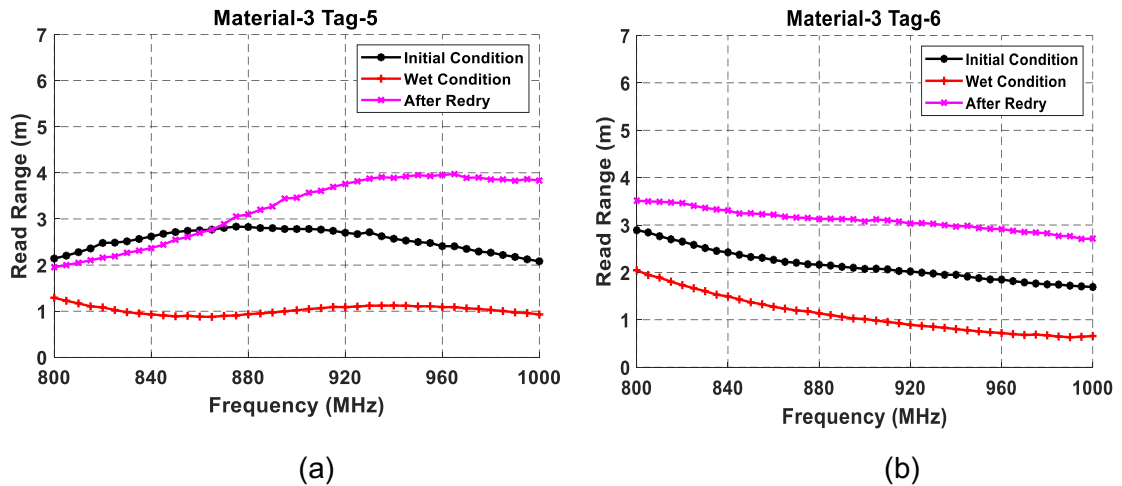 Material-3 Tag-5
7
6
5
4
3
2
1
0
Read Range (m)
Initial Condition
Wet Condition
After Redry
800 840 880 920 960 1000
Frequency (MHz)
(a)
Material-3 Tag-6
7
6
5
4
3
2
1
0
Read Range (m)
Initial Condition
Wet Condition
After Redry
800 840 880 920 960 1000
Frequency (MHz)
(b)